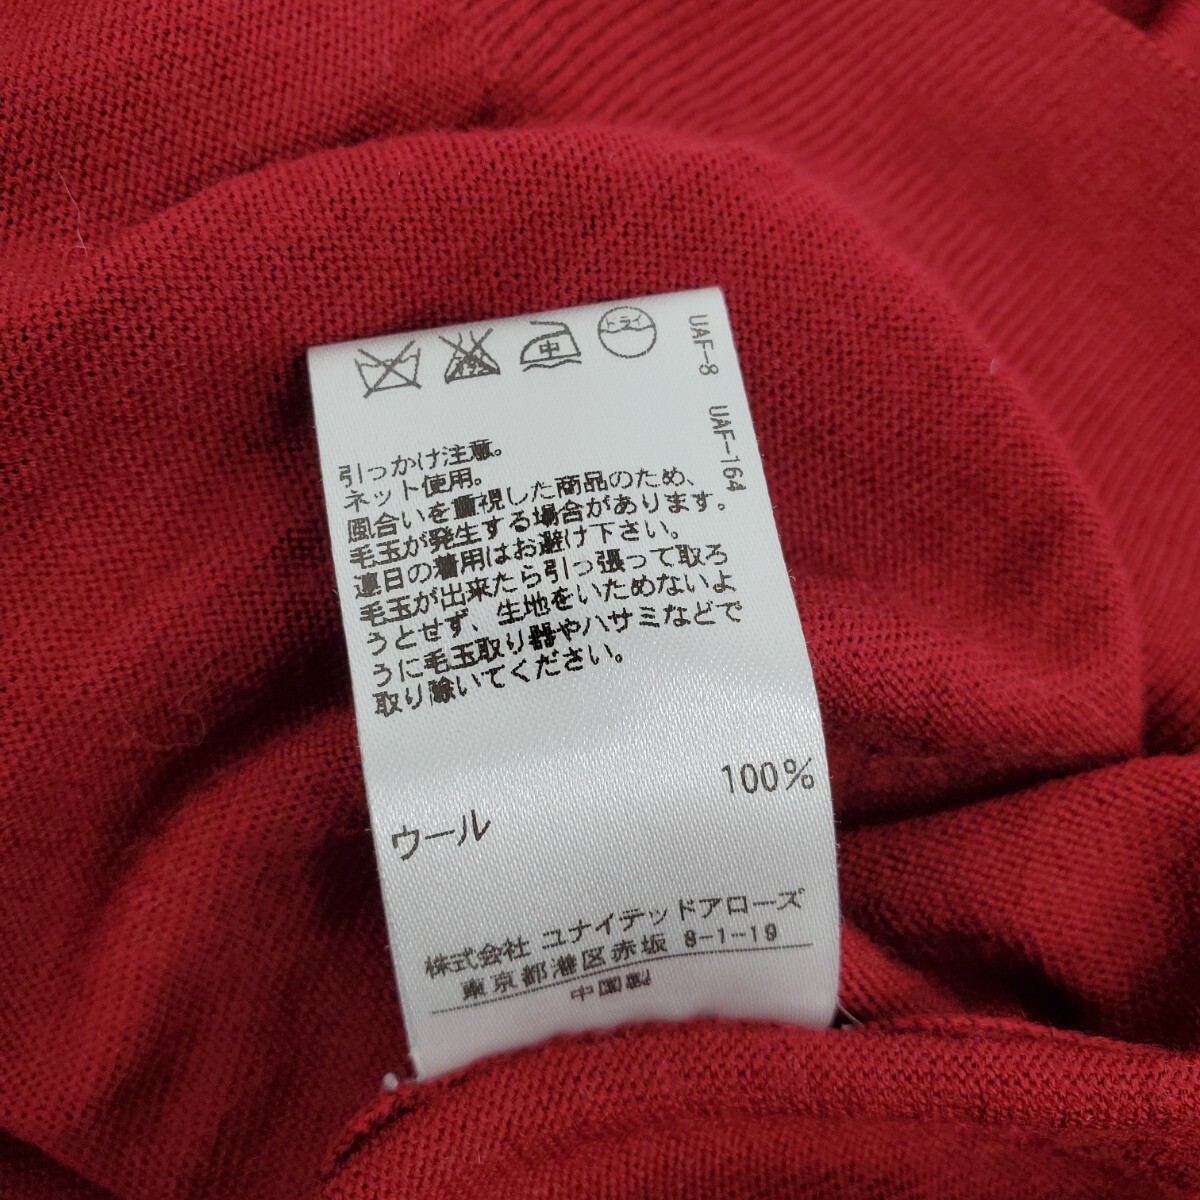 中
ドライ
UAF-8 UAF-164
引っかけ注意。
ネット使用。
風合いを重視した商品のため、
毛玉が発生する場合があります。
連日の着用はお避け下さい。
毛玉が出来たら引っ張って取ろ
うとせず、生地をいためないよ
うに毛玉取り器やハサミなどで
取り除いてください。
ウール 100%
株式会社 ユナイテッドアローズ
東京都港区赤坂 8-1-19
中国製